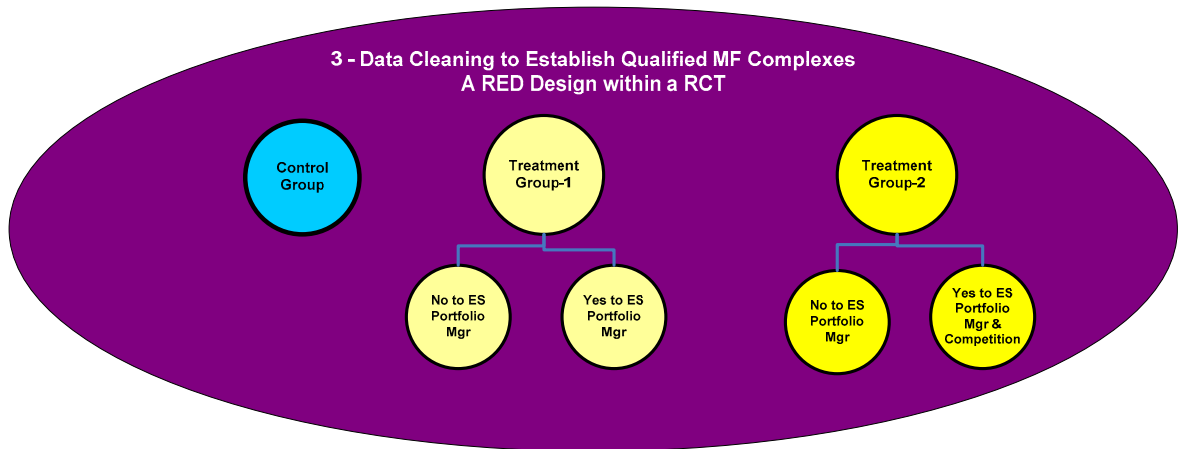 3 - Data Cleaning to Establish Qualified MF Complexes
A RED Design within a RCT
Control
Group
Treatment
Group-1
Treatment
Group-2
No to ES
Portfolio
Mgr
Yes to ES
Portfolio
Mgr
No to ES
Portfolio
Mgr
Yes to ES
Portfolio
Mgr &
Competition